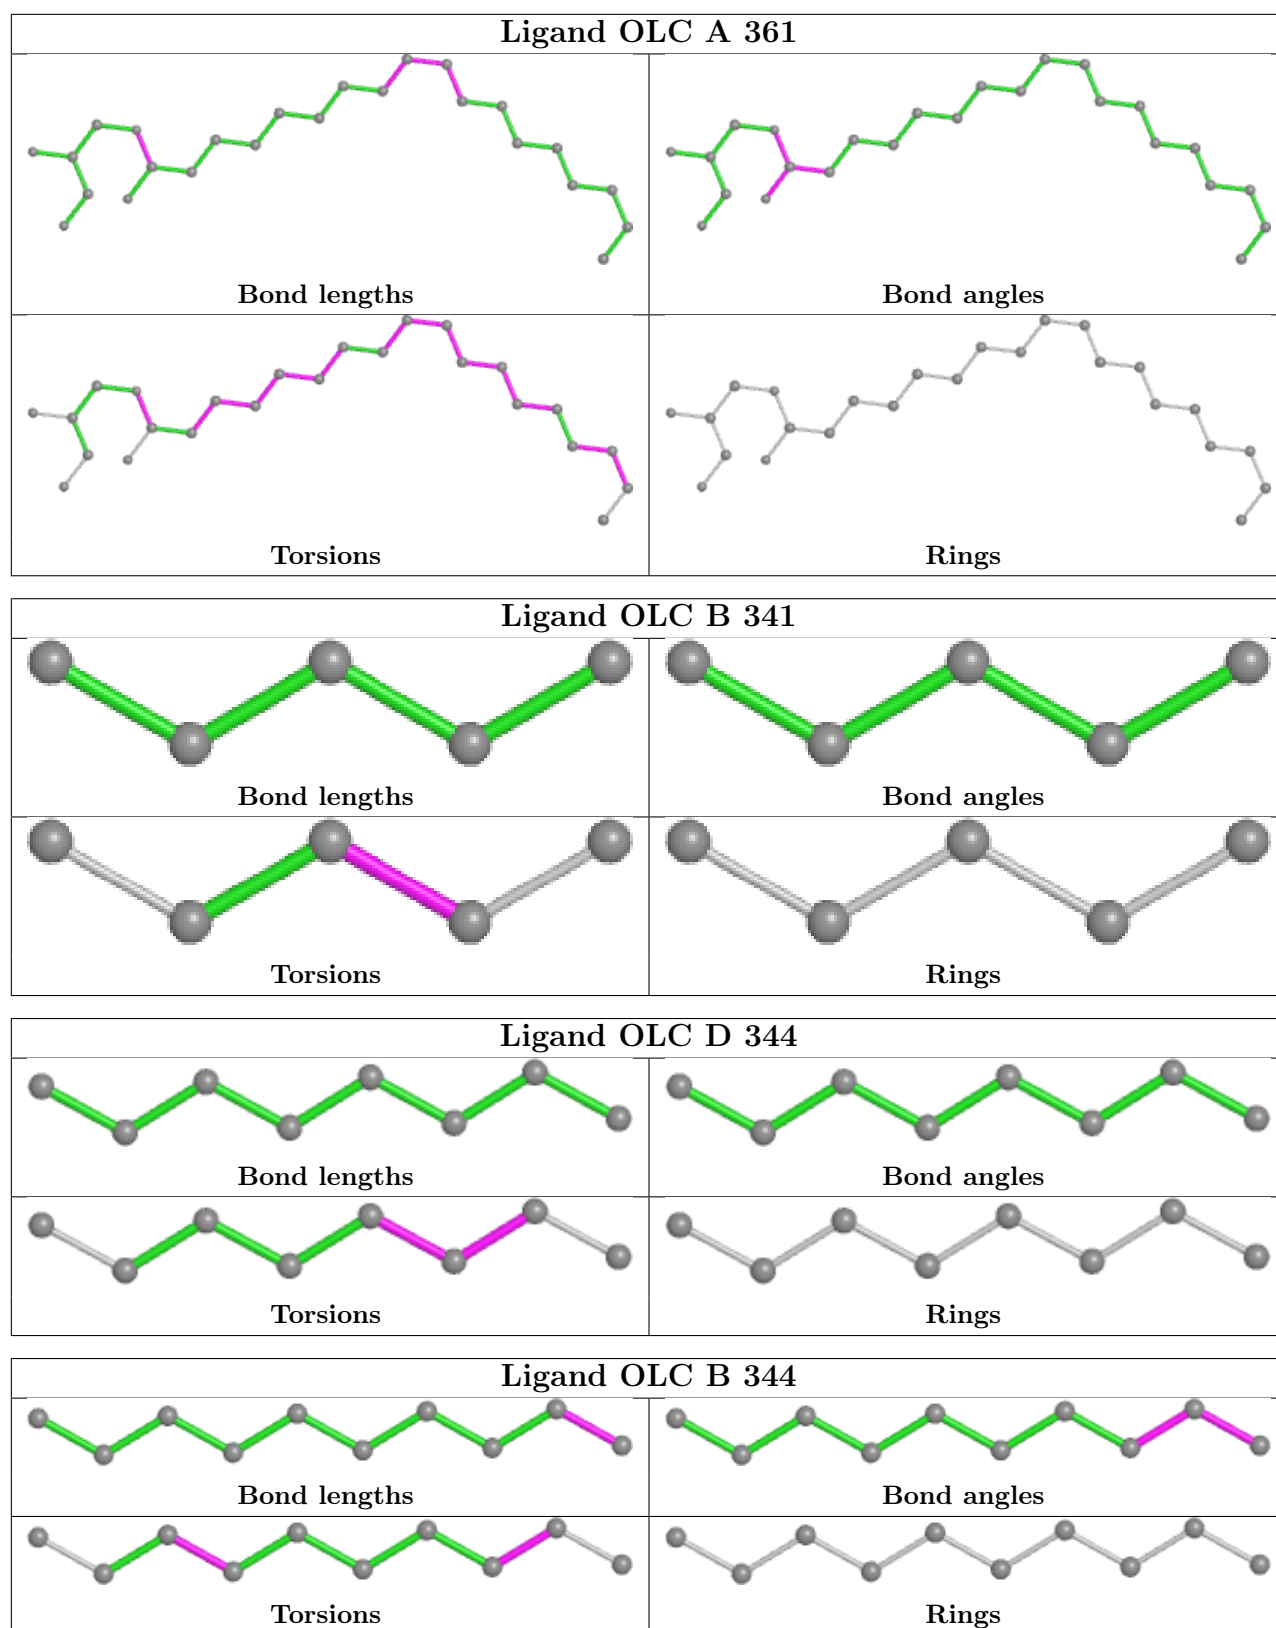 Ligand OLC A 361
Bond lengths
Bond angles
Torsions
Rings
Ligand OLC B 341
Bond lengths
Bond angles
Torsions
Rings
Ligand OLC D 344
Bond lengths
Bond angles
Torsions
Rings
Ligand OLC B 344
Bond lengths
Bond angles
Torsions
Rings